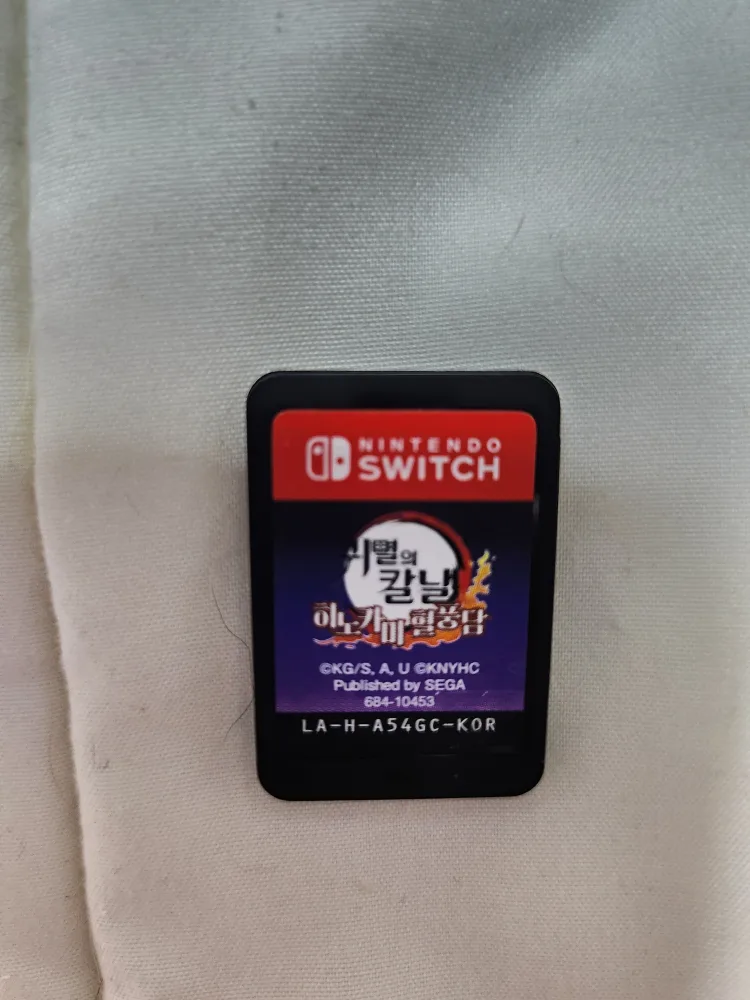 NINTENDO
SWITCH
귀멸의
칼날
히노카미 혈풍담
©KG/S, A, U ©KNYHC
Published by SEGA
684-10453
LA-H-A54GC-KOR